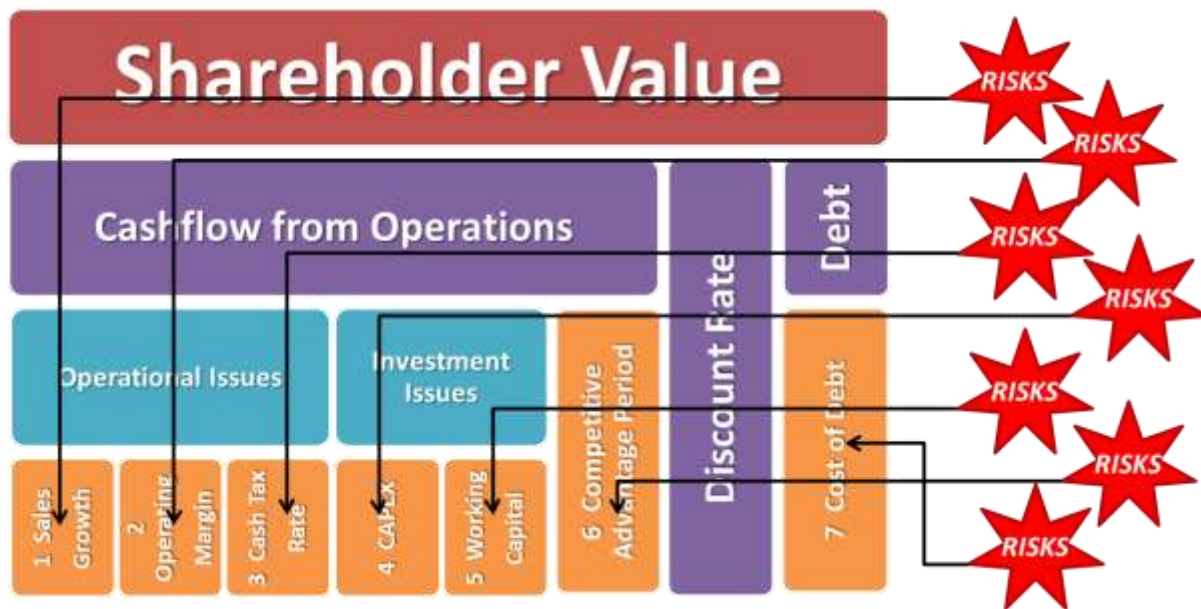 Shareholder Value
RISKS
RISKS
Cashflow from Operations
Discount Rate
Debt
RISKS
RISKS
Operational Issues
Investment
Issues
RISKS
RISKS
RISKS
1 Sales
Growth
2
Operating
Margin
3 Cash Tax
Rate
4 CAPEX
5 Working
Capital
6 Competitive
Advantage Period
7 Cost of Debt